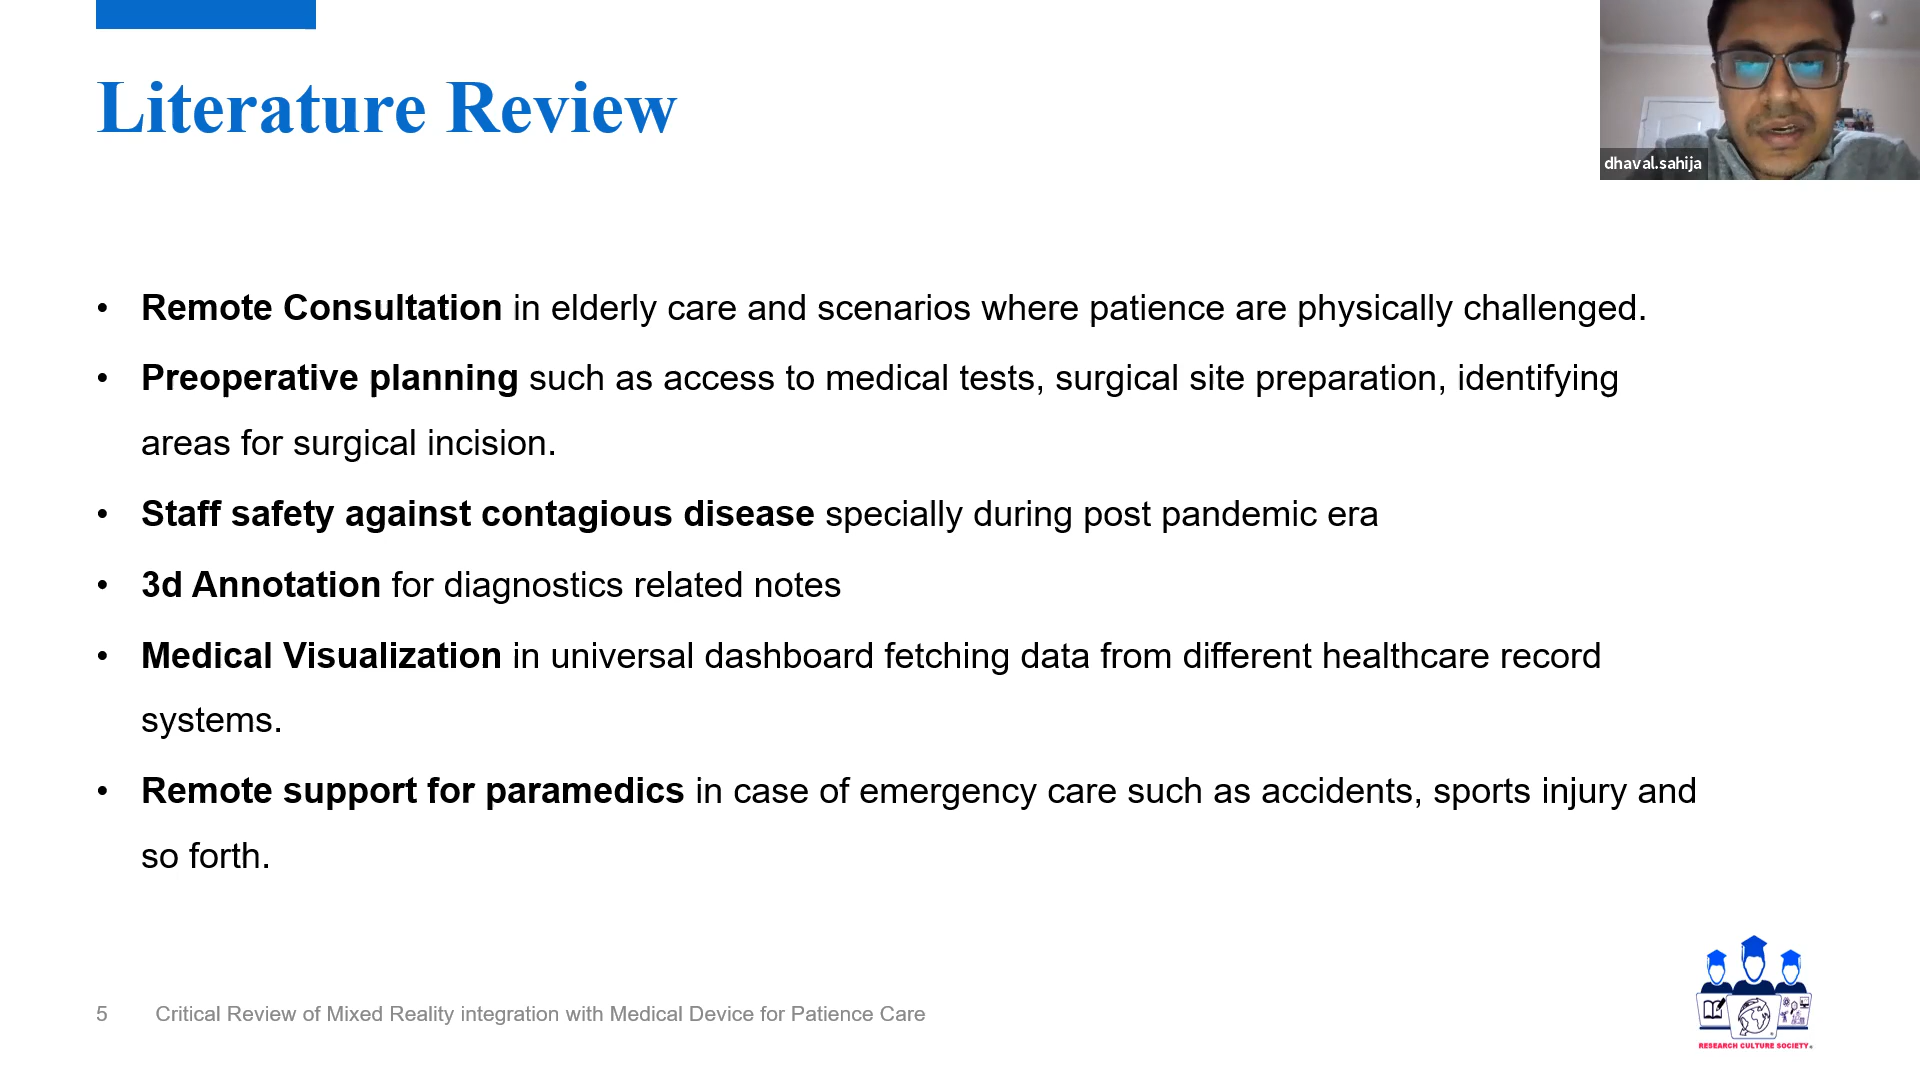 Literature Review
dhaval.sahija
• Remote Consultation in elderly care and scenarios where patience are physically challenged.
• Preoperative planning such as access to medical tests, surgical site preparation, identifying
areas for surgical incision.
• Staff safety against contagious disease specially during post pandemic era
• 3d Annotation for diagnostics related notes
• Medical Visualization in universal dashboard fetching data from different healthcare record
systems.
• Remote support for paramedics in case of emergency care such as accidents, sports injury and
so forth.
5 Critical Review of Mixed Reality integration with Medical Device for Patience Care
RESEARCH CULTURE SOCIETY